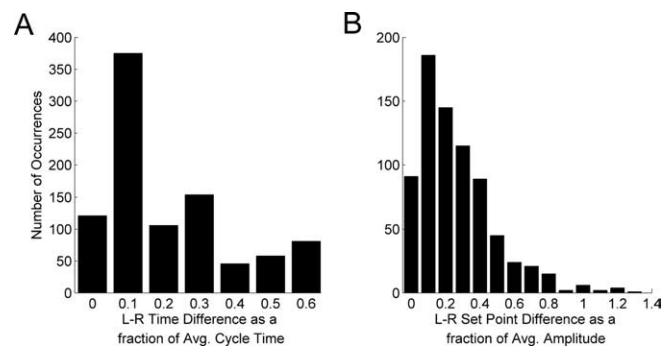 A
B
Number of Occurrences
400
350
300
250
200
150
100
50
0
0 0.1 0.2 0.3 0.4 0.5 0.6
L-R Time Difference as a
fraction of Avg. Cycle Time
200
150
100
50
0
0 0.2 0.4 0.6 0.8 1 1.2 1.4
L-R Set Point Difference as a
fraction of Avg. Amplitude